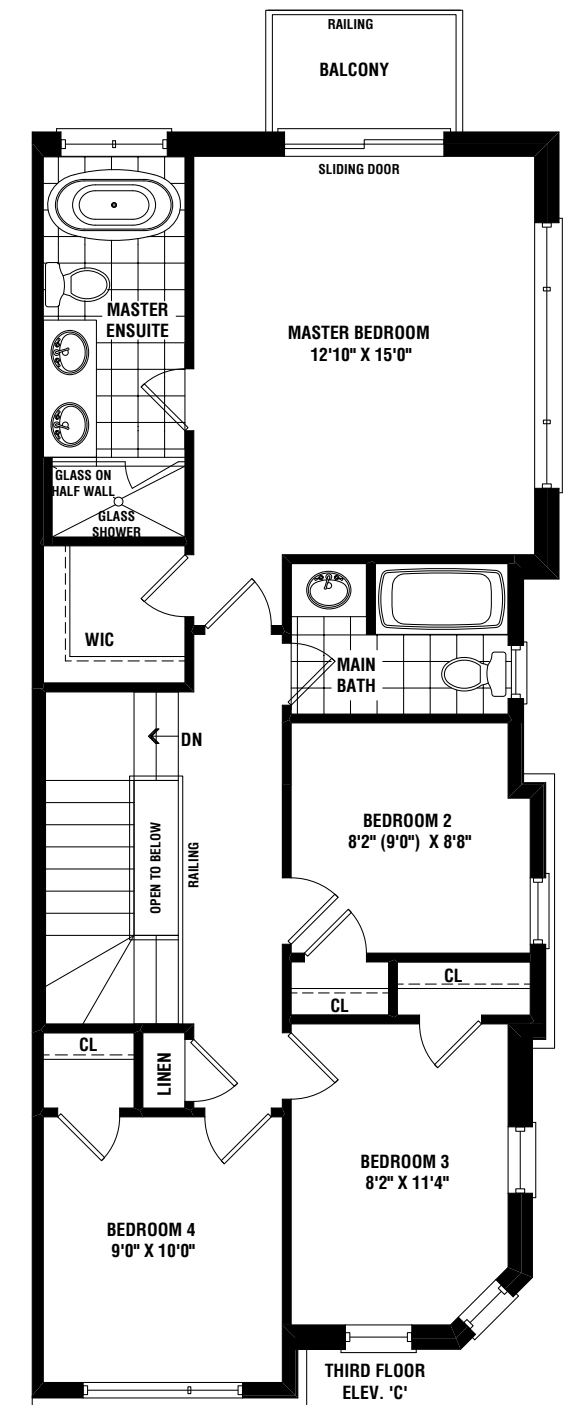 RAILING
BALCONY
SLIDING DOOR
MASTER
ENSUITE
MASTER BEDROOM
12'10" X 15'0"
GLASS ON
HALF WALL
GLASS
SHOWER
WIC
MAIN
BATH
DN
OPEN TO BELOW
RAILING
BEDROOM 2
8'2" (9'0") X 8'8"
CL
CL
CL
LINEN
BEDROOM 3
8'2" X 11'4"
BEDROOM 4
9'0" X 10'0"
THIRD FLOOR
ELEV. 'C'